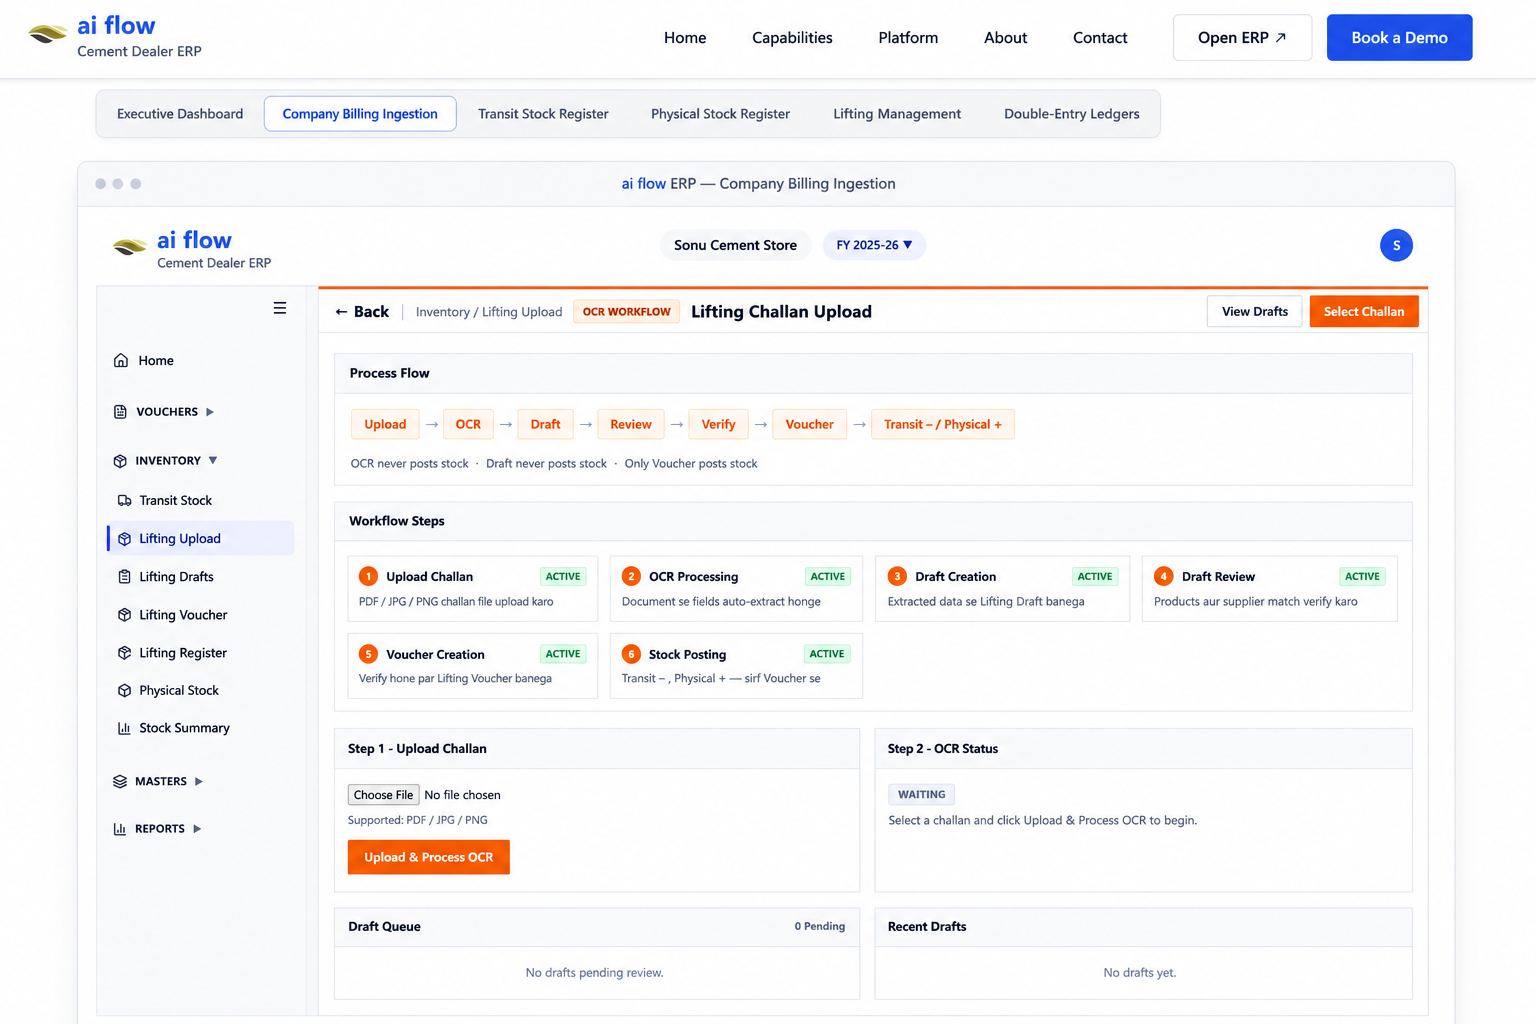 ai flow
Cement Dealer ERP
Home
Capabilities
Platform
About
Contact
Open ERP ↗
Book a Demo
Executive Dashboard
Company Billing Ingestion
Transit Stock Register
Physical Stock Register
Lifting Management
Double-Entry Ledgers
ai flow ERP — Company Billing Ingestion
ai flow
Cement Dealer ERP
Sonu Cement Store
FY 2025-26 ▼
S
Home
VOUCHERS ▶
INVENTORY ▼
Transit Stock
Lifting Upload
Lifting Drafts
Lifting Voucher
Lifting Register
Physical Stock
Stock Summary
MASTERS ▶
REPORTS ▶
← Back
Inventory / Lifting Upload
OCR WORKFLOW
Lifting Challan Upload
View Drafts
Select Challan
Process Flow
Upload → OCR → Draft → Review → Verify → Voucher → Transit – / Physical +
OCR never posts stock · Draft never posts stock · Only Voucher posts stock
Workflow Steps
1 Upload Challan ACTIVE
PDF / JPG / PNG challan file upload karo
2 OCR Processing ACTIVE
Document se fields auto-extract honge
3 Draft Creation ACTIVE
Extracted data se Lifting Draft banega
4 Draft Review ACTIVE
Products aur supplier match verify karo
5 Voucher Creation ACTIVE
Verify hone par Lifting Voucher banega
6 Stock Posting ACTIVE
Transit – , Physical + — sirf Voucher se
Step 1 - Upload Challan
Choose File No file chosen
Supported: PDF / JPG / PNG
Upload & Process OCR
Step 2 - OCR Status
WAITING
Select a challan and click Upload & Process OCR to begin.
Draft Queue
0 Pending
No drafts pending review.
Recent Drafts
No drafts yet.